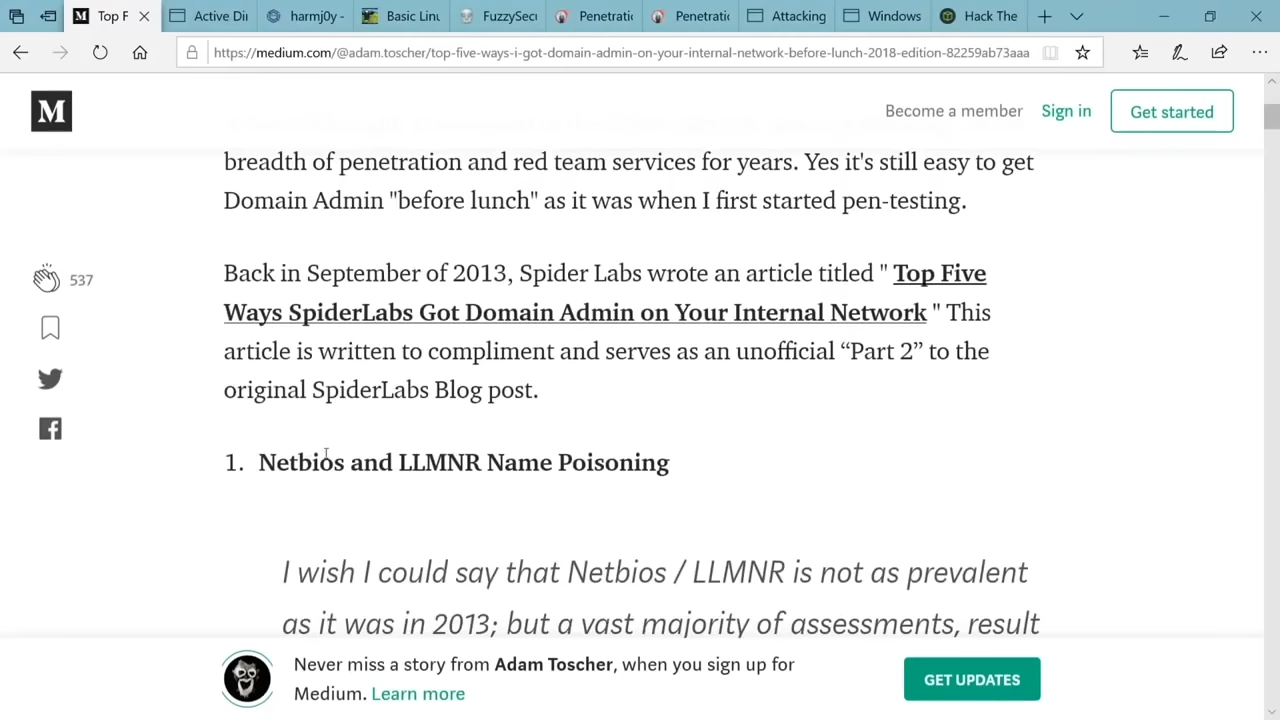 Top F
Active Di
harmj0y -
Basic Linu
FuzzySec
Penetratio
Penetratio
Attacking
Windows
Hack The
https://medium.com/@adam.toscher/top-five-ways-i-got-domain-admin-on-your-internal-network-before-lunch-2018-edition-82259ab73aaa
M
Become a member
Sign in
Get started
breadth of penetration and red team services for years. Yes it's still easy to get
Domain Admin "before lunch" as it was when I first started pen-testing.
537
Back in September of 2013, Spider Labs wrote an article titled " Top Five
Ways SpiderLabs Got Domain Admin on Your Internal Network " This
article is written to compliment and serves as an unofficial “Part 2” to the
original SpiderLabs Blog post.
1. Netbios and LLMNR Name Poisoning
I wish I could say that Netbios / LLMNR is not as prevalent
as it was in 2013; but a vast majority of assessments, result
Never miss a story from Adam Toscher, when you sign up for
Medium. Learn more
GET UPDATES